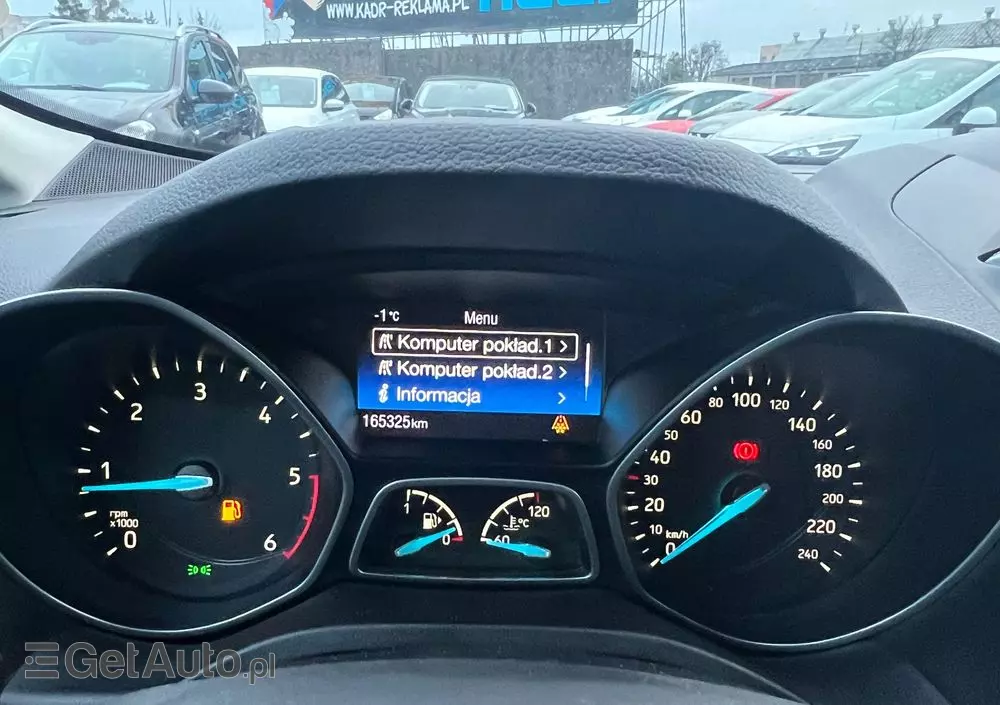 WWW.KADR-REKLAMA.PL
-1 °C Menu
Komputer pokład.1
Komputer pokład.2
Informacja
165325 km
0 1 2 3 4 5 6
rpm
x1000
1 0
60 120
°C
0 10 20 30 40 50 60 80 100 120 140 160 180 200 220 240
km/h
GetAuto.pl